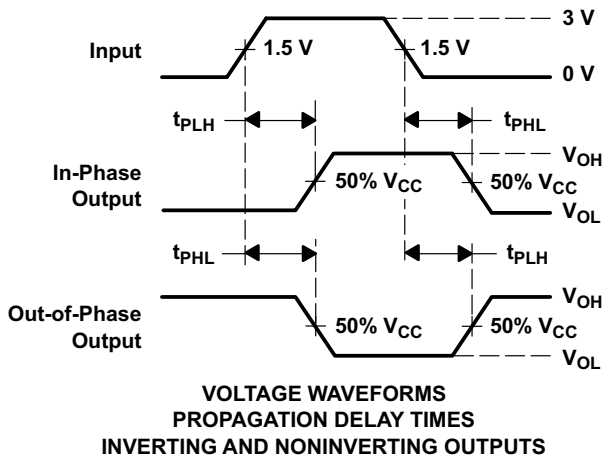 3 V
Input
1.5 V
1.5 V
0 V
tPLH
tPHL
VOH
In-Phase
Output
50% VCC
50% VCC
VOL
tPHL
tPLH
VOH
Out-of-Phase
Output
50% VCC
50% VCC
VOL
VOLTAGE WAVEFORMS
PROPAGATION DELAY TIMES
INVERTING AND NONINVERTING OUTPUTS